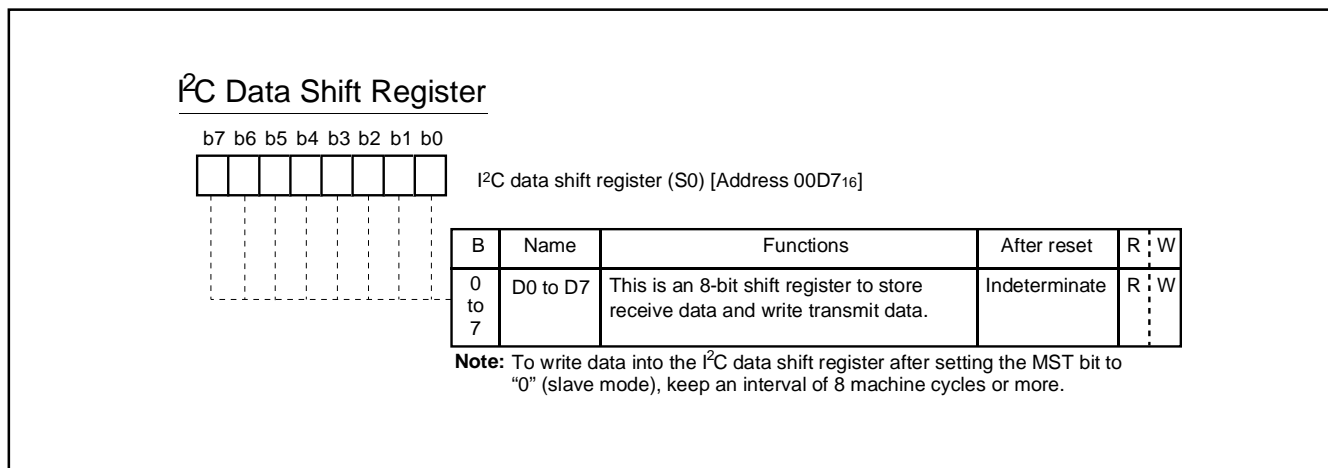 I²C Data Shift Register
b7 b6 b5 b4 b3 b2 b1 b0
I²C data shift register (S0) [Address 00D7₁₆]
B Name Functions After reset R W
0 to 7 D0 to D7 This is an 8-bit shift register to store Indeterminate R W
receive data and write transmit data.
Note: To write data into the I²C data shift register after setting the MST bit to
“0” (slave mode), keep an interval of 8 machine cycles or more.